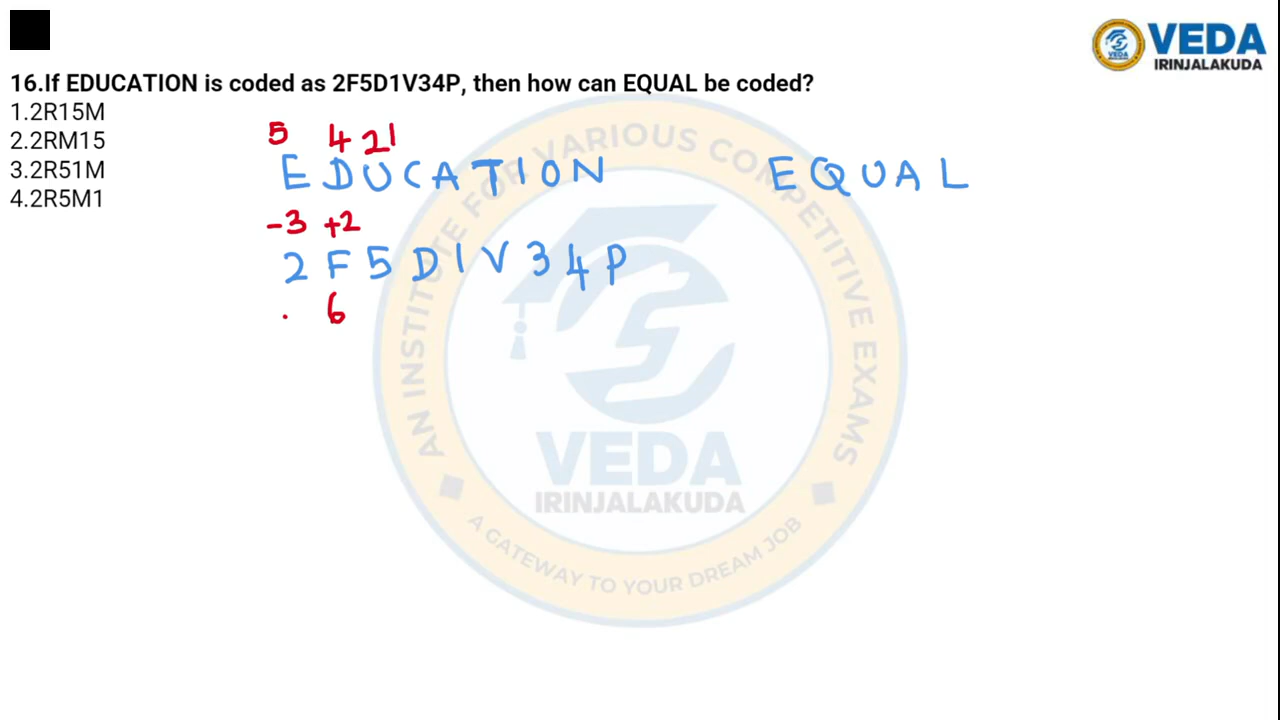 VEDA
IRINJALAKUDA
16.If EDUCATION is coded as 2F5D1V34P, then how can EQUAL be coded?
1.2R15M
2.2RM15
3.2R51M
4.2R5M1
5 4 21
EDUCATION EQUAL
-3 +2
2F5D1V34P
. 6
AN INSTITUTE FOR VARIOUS COMPETITIVE EXAMS
VEDA
IRINJALAKUDA
A GATEWAY TO YOUR DREAM JOB